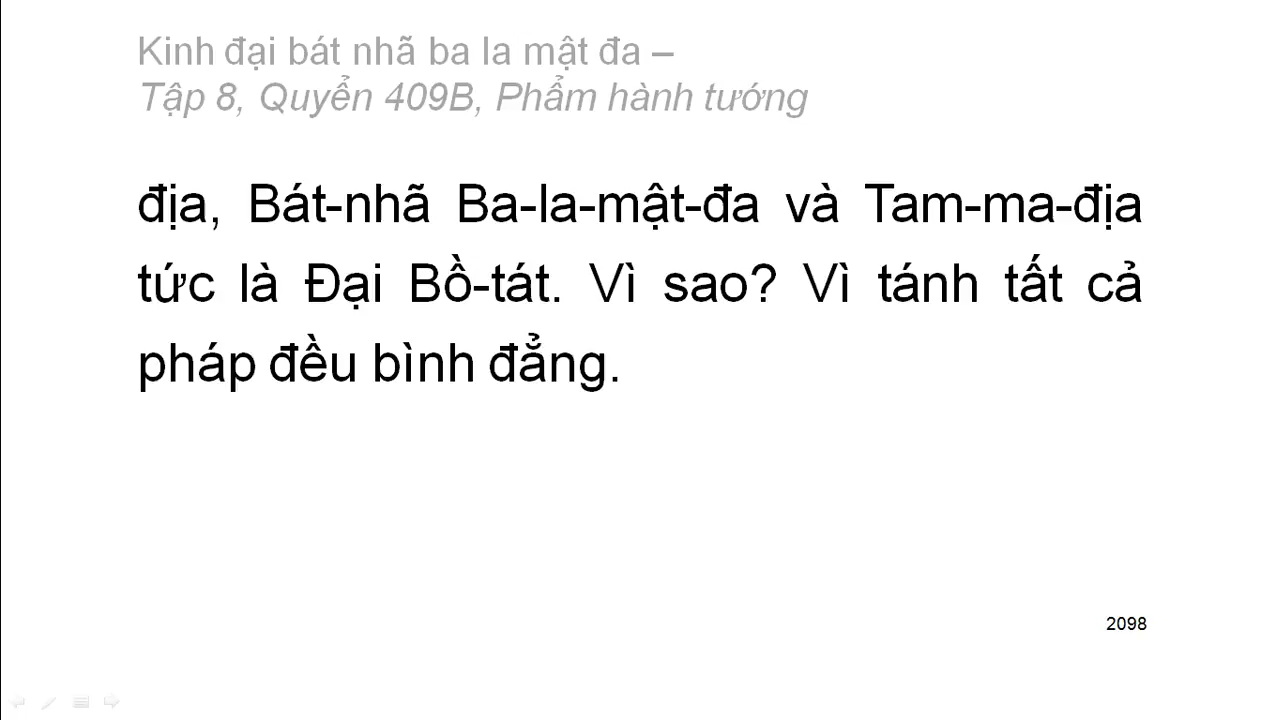 Kinh đại bát nhã ba la mật đa –
Tập 8, Quyển 409B, Phẩm hành tướng
địa, Bát-nhã Ba-la-mật-đa và Tam-ma-địa
tức là Đại Bồ-tát. Vì sao? Vì tánh tất cả
pháp đều bình đẳng.
2098